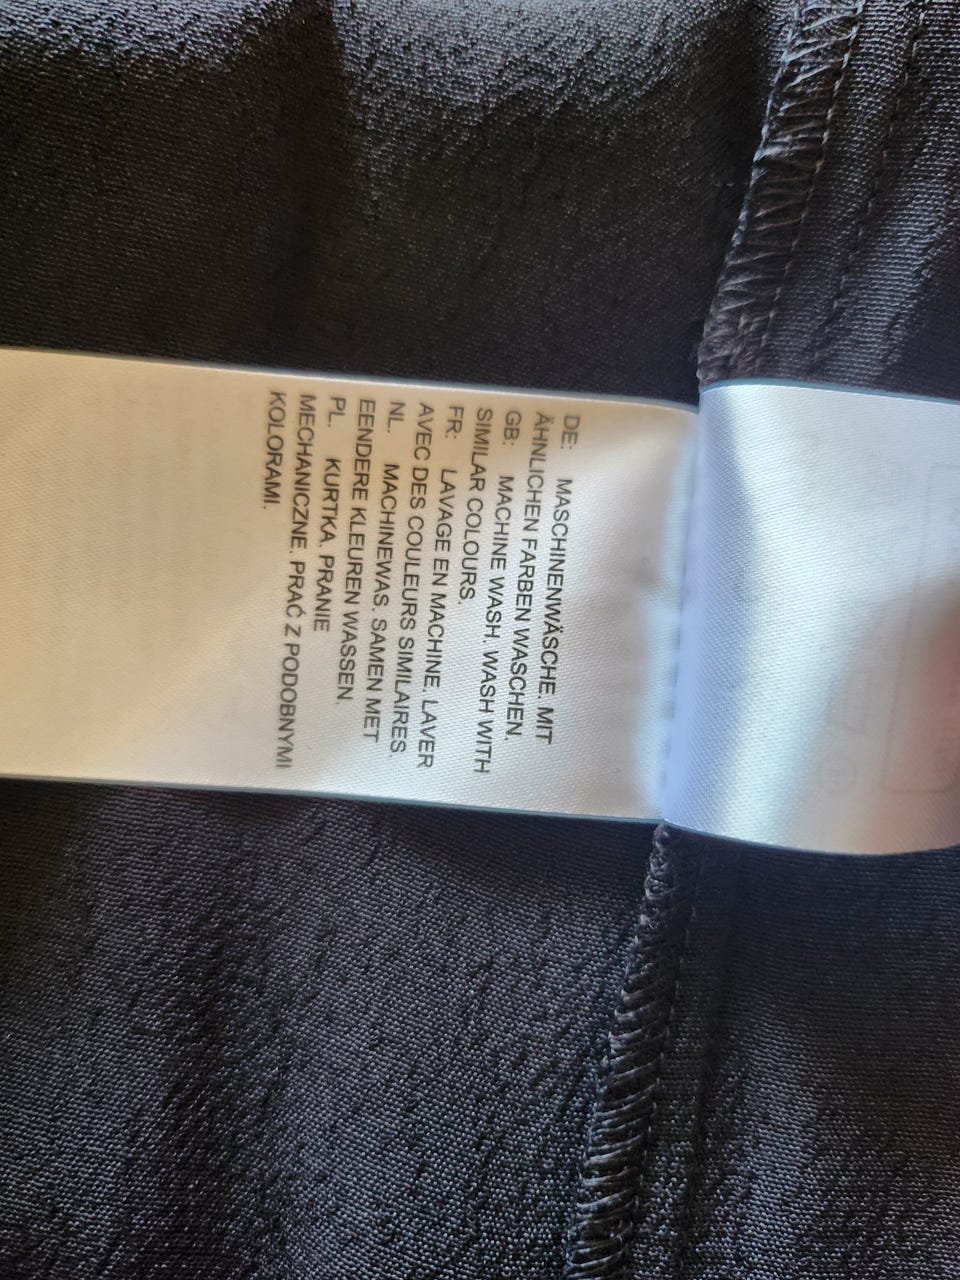 DE: MASCHINENWÄSCHE. MIT
ÄHNLICHEN FARBEN WASCHEN.
GB: MACHINE WASH. WASH WITH
SIMILAR COLOURS.
FR: LAVAGE EN MACHINE. LAVER
AVEC DES COULEURS SIMILAIRES.
NL. MACHINEWAS. SAMEN MET
EENDERE KLEUREN WASSEN.
PL. KURTKA. PRANIE
MECHANICZNE. PRAĆ Z PODOBNYMI
KOLORAMI.